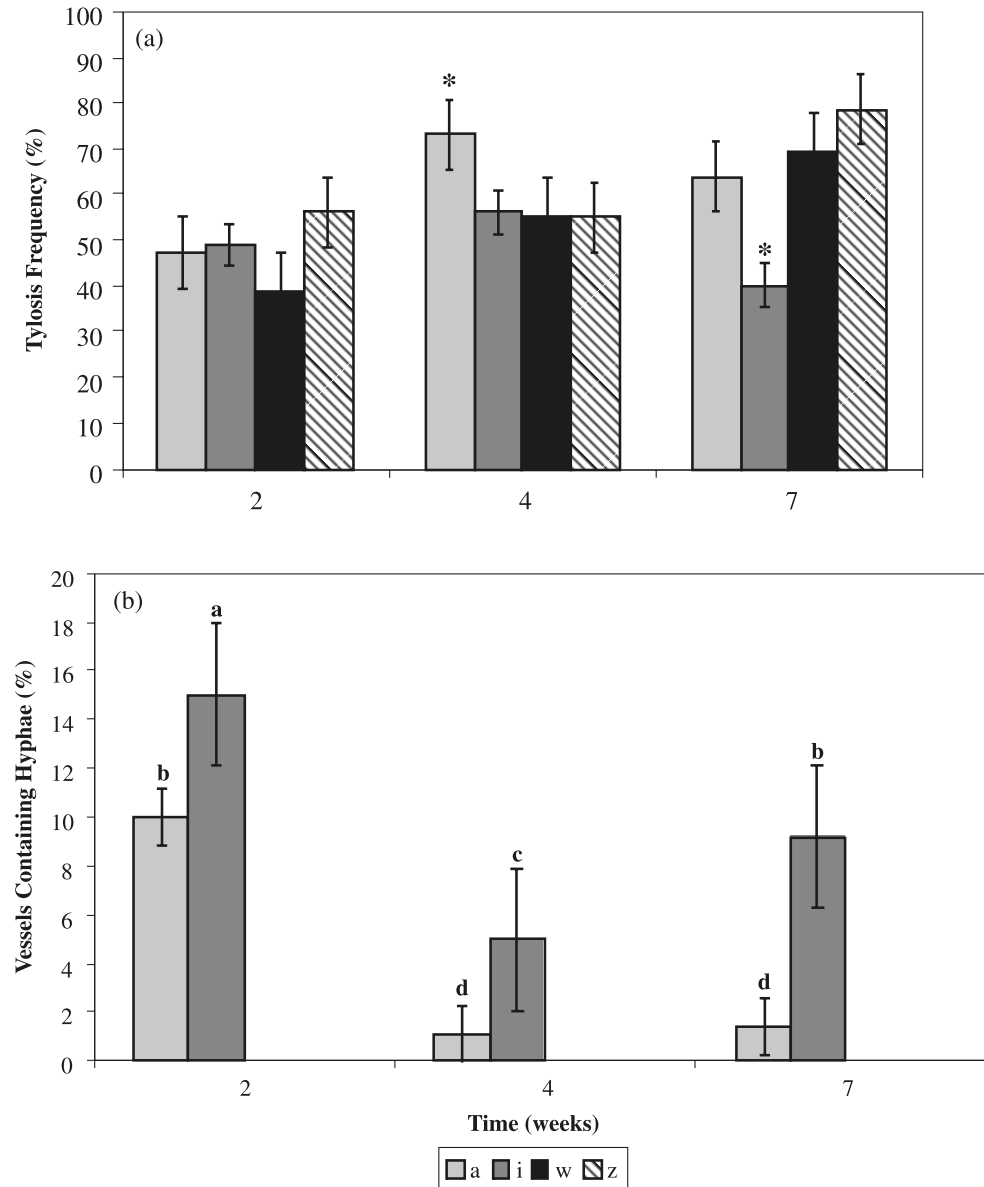 (a)
Tylosis Frequency (%)
100
90
80
70
60
50
40
30
20
10
0
*
*
2 4 7
(b)
Vessels Containing Hyphae (%)
20
18
16
14
12
10
8
6
4
2
0
b a
d c
d b
2 4 7
Time (weeks)
a i w z